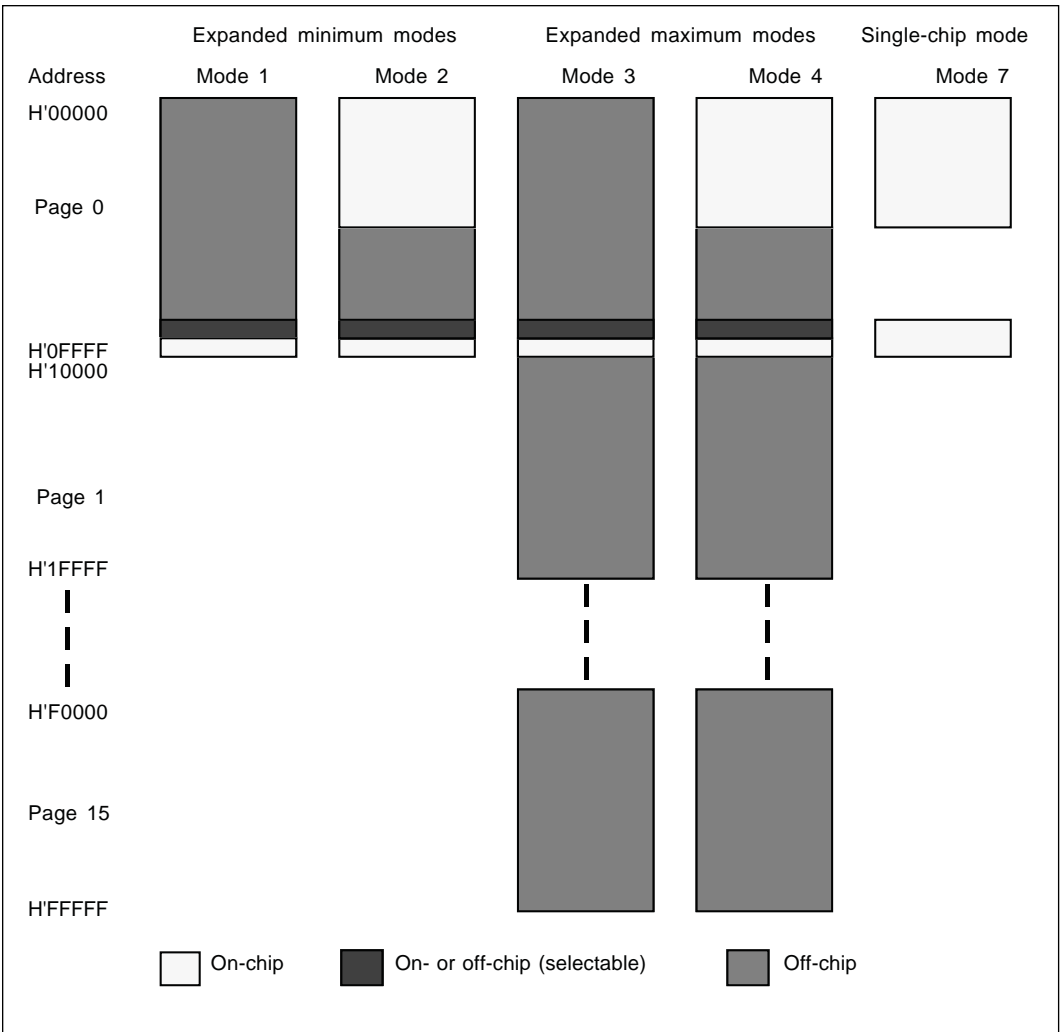 Expanded minimum modes Expanded maximum modes Single-chip mode
Address Mode 1 Mode 2 Mode 3 Mode 4 Mode 7
H'00000
Page 0
H'0FFFF
H'10000
Page 1
H'1FFFF
H'F0000
Page 15
H'FFFFF
On-chip On- or off-chip (selectable) Off-chip